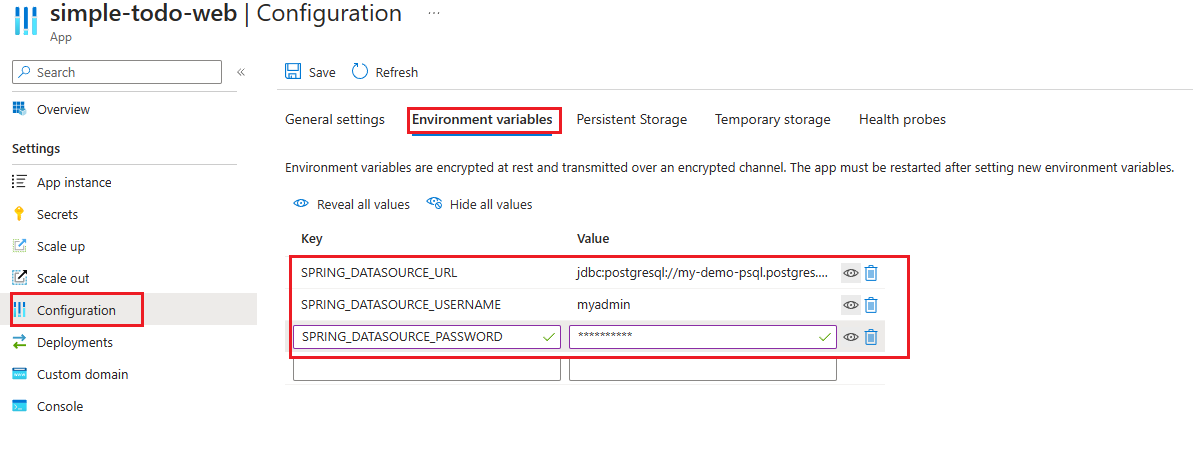 simple-todo-web | Configuration ...
App
Search «
Save Refresh
Overview
General settings Environment variables Persistent Storage Temporary storage Health probes
Settings
Environment variables are encrypted at rest and transmitted over an encrypted channel. The app must be restarted after setting new environment variables.
App instance
Reveal all values Hide all values
Secrets
Key Value
Scale up
SPRING_DATASOURCE_URL jdbc:postgresql://my-demo-psql.postgres....
Scale out
SPRING_DATASOURCE_USERNAME myadmin
Configuration
SPRING_DATASOURCE_PASSWORD **********
Deployments
Custom domain
Console